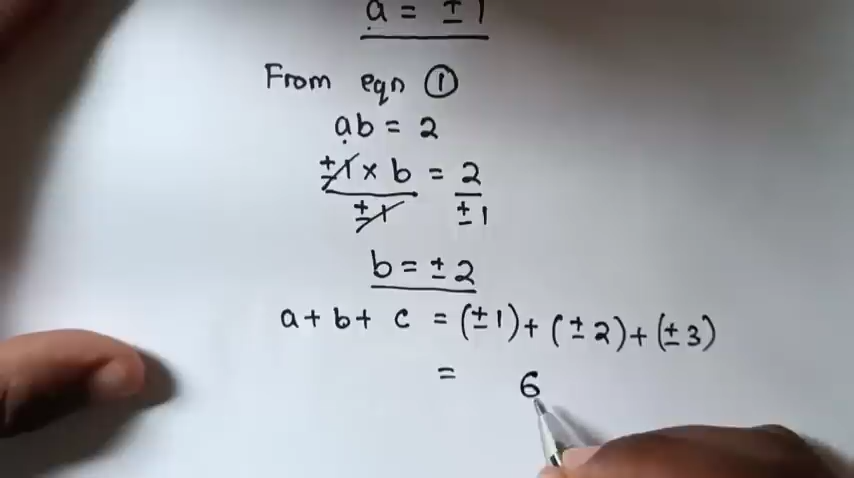 a = ± 1
From eqn ①
ab = 2
±1 × b = 2
±1 ±1
b = ± 2
a + b + c = (±1) + (±2) + (±3)
= 6